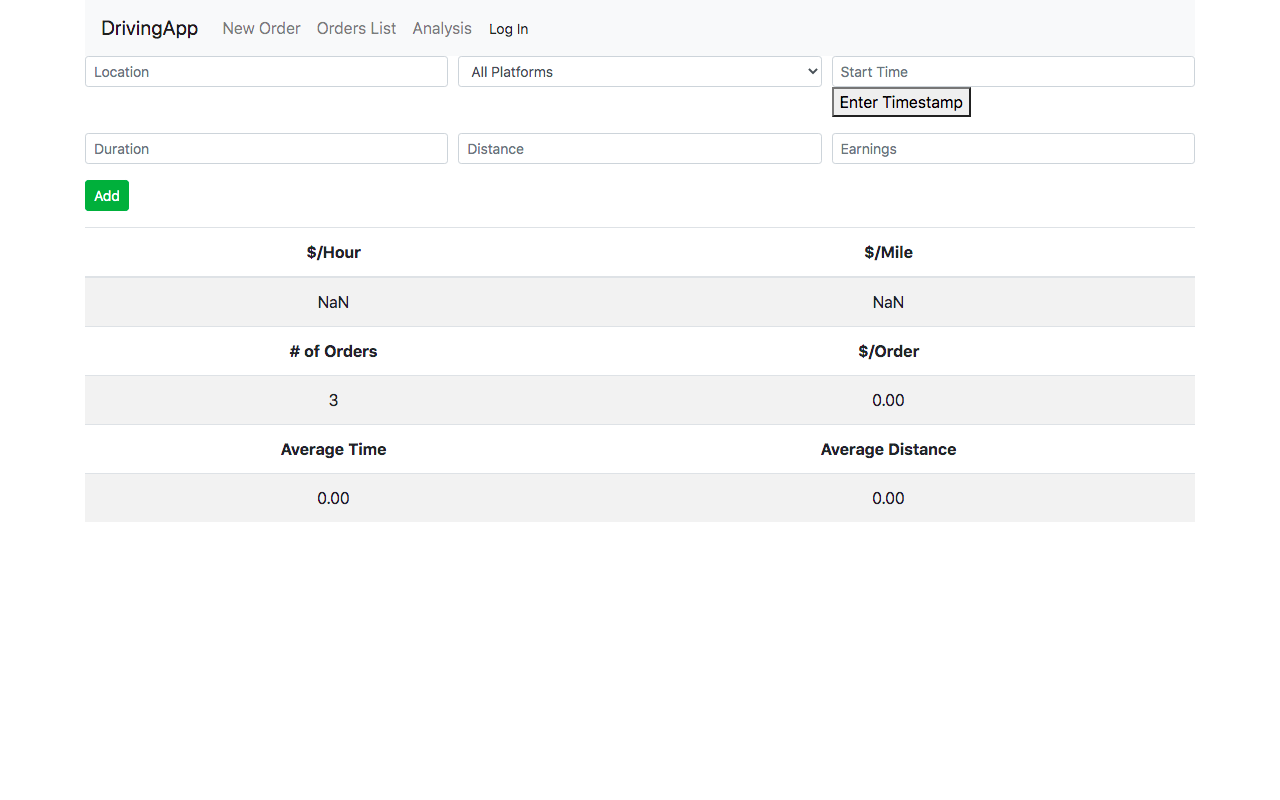 DrivingApp New Order Orders List Analysis Log In
Location All Platforms Start Time
Enter Timestamp
Duration Distance Earnings
Add
$/Hour $/Mile
NaN NaN
# of Orders $/Order
3 0.00
Average Time Average Distance
0.00 0.00